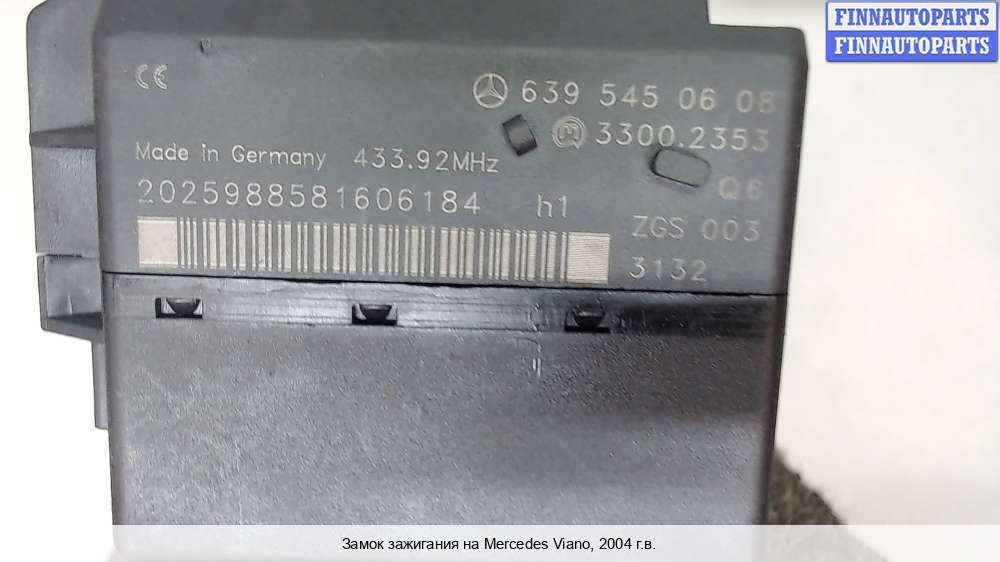 FINNAUTOPARTS
FINNAUTOPARTS
CE
639 545 06 08
3300.2353
Made in Germany 433.92MHz
Q6
2025988581606184 h1
ZGS 003
3132
Замок зажигания на Mercedes Viano, 2004 г.в.